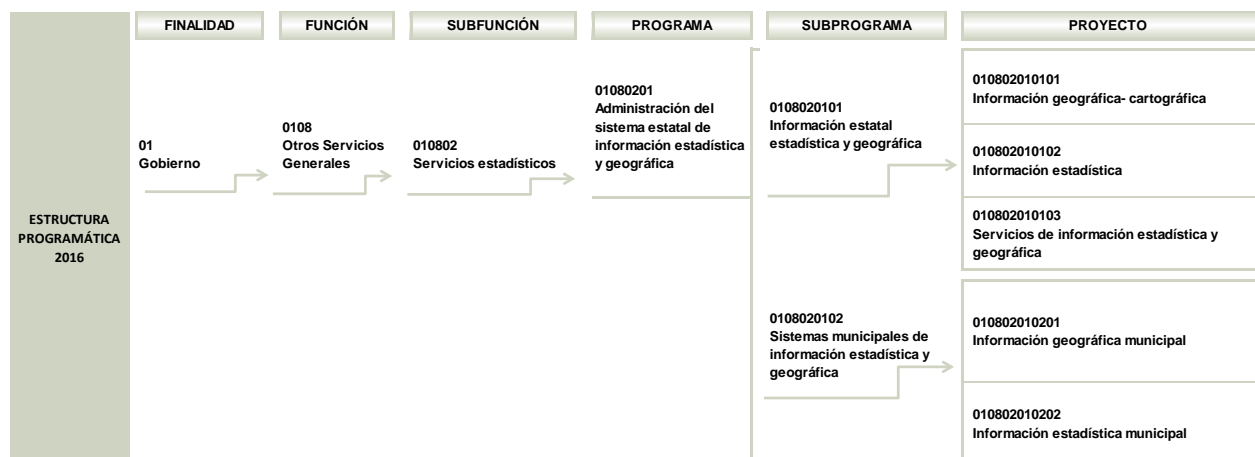 FINALIDAD
FUNCIÓN
SUBFUNCIÓN
PROGRAMA
SUBPROGRAMA
PROYECTO
ESTRUCTURA
PROGRAMÁTICA
2016
01
Gobierno
0108
Otros Servicios
Generales
010802
Servicios estadísticos
01080201
Administración del
sistema estatal de
información estadística
y geográfica
0108020101
Información estatal
estadística y geográfica
010802010101
Información geográfica- cartográfica
010802010102
Información estadística
010802010103
Servicios de información estadística y
geográfica
0108020102
Sistemas municipales de
información estadística y
geográfica
010802010201
Información geográfica municipal
010802010202
Información estadística municipal